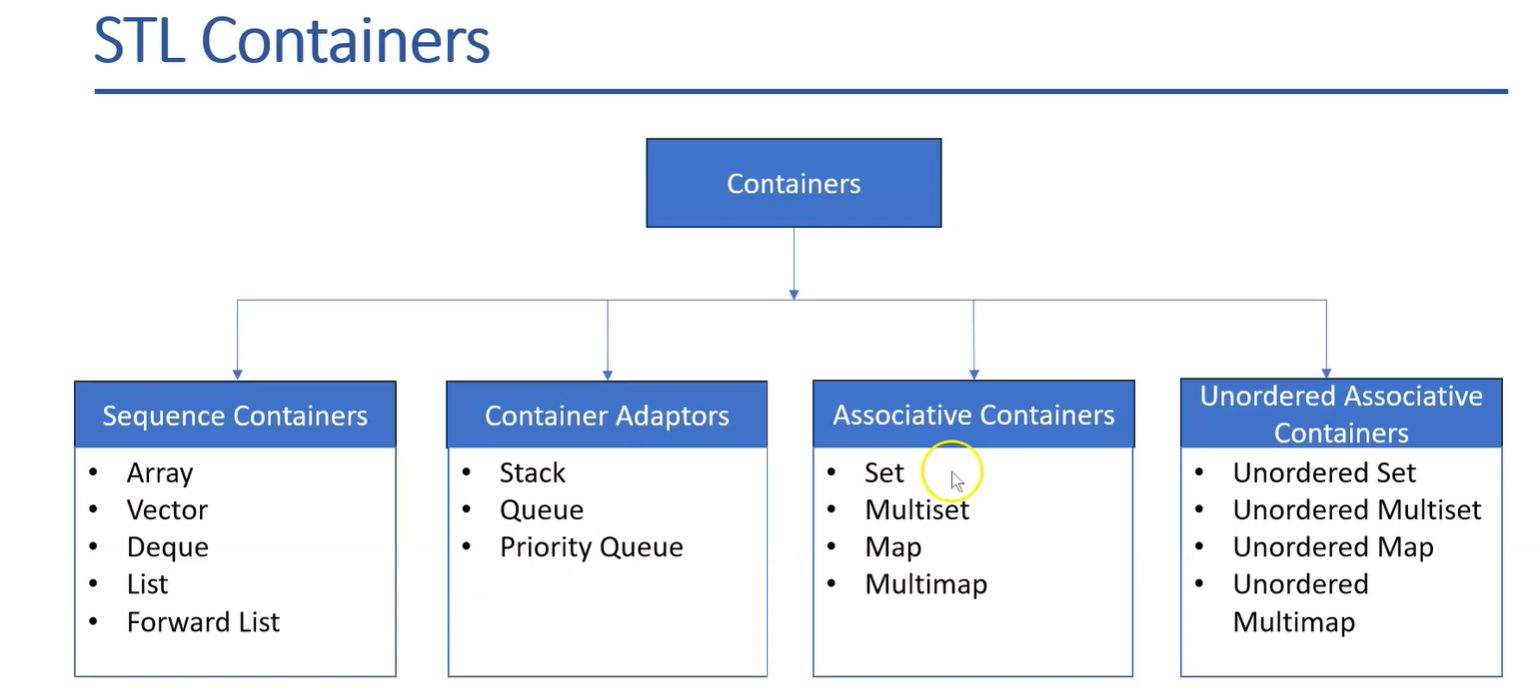 STL Containers
Containers
Sequence Containers
• Array
• Vector
• Deque
• List
• Forward List
Container Adaptors
• Stack
• Queue
• Priority Queue
Associative Containers
• Set
• Multiset
• Map
• Multimap
Unordered Associative
Containers
• Unordered Set
• Unordered Multiset
• Unordered Map
• Unordered
Multimap